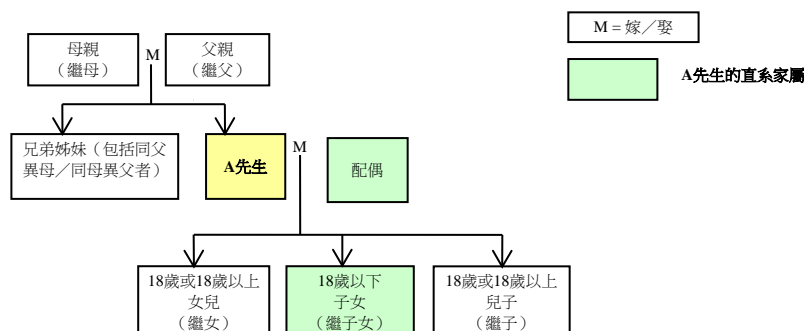 M = 嫁／娶
A先生的直系家屬
母親
（繼母）
M
父親
（繼父）
兄弟姊妹（包括同父
異母／同母異父者）
A先生
M
配偶
18歲或18歲以上
女兒
（繼女）
18歲以下
子女
（繼子女）
18歲或18歲以上
兒子
（繼子）